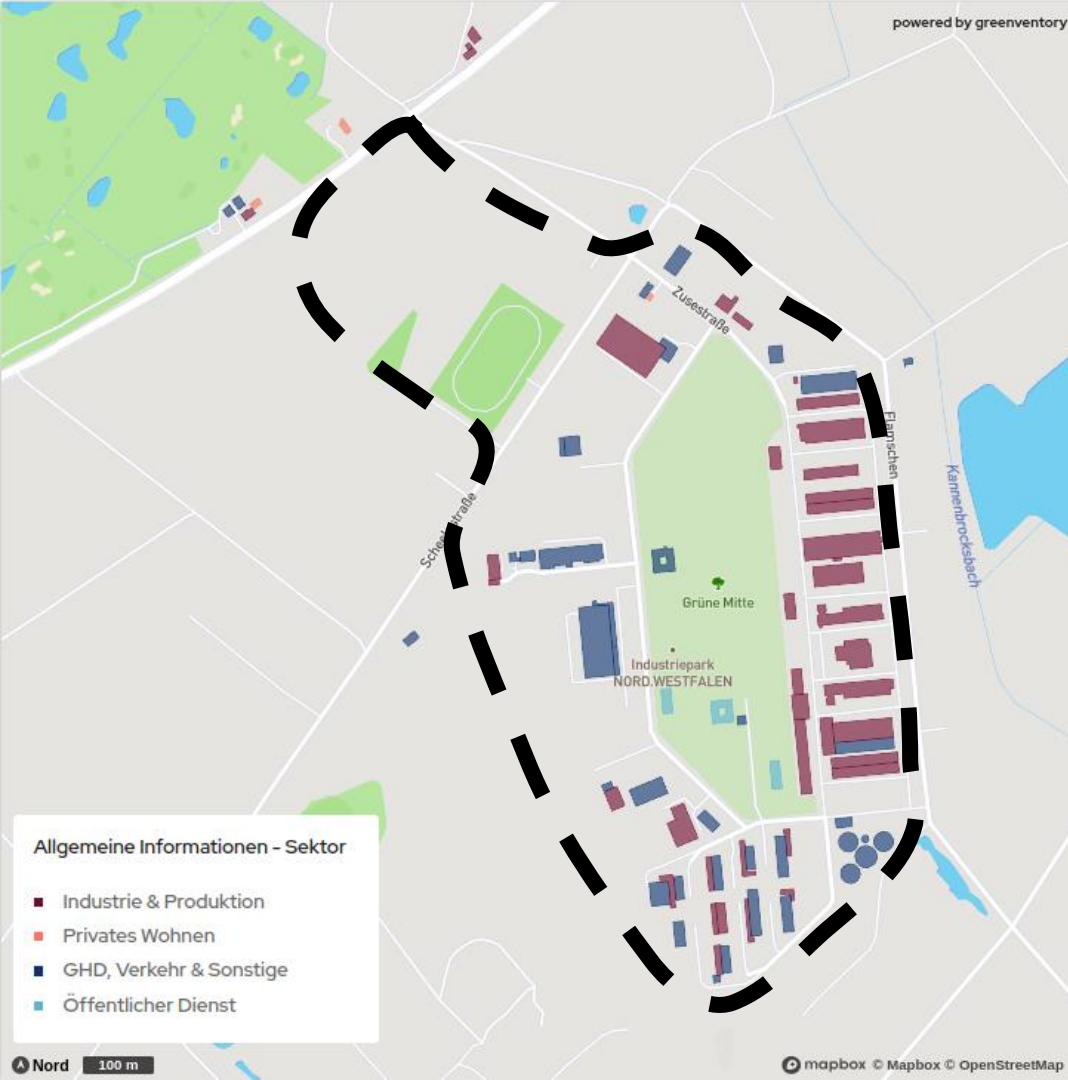 powered by greenventory
Zusestraße
Flamschen
Kannenbrocksbach
Grüne Mitte
Industriepark
NORD.WESTFALEN
Allgemeine Informationen - Sektor
Industrie & Produktion
Privates Wohnen
GHD, Verkehr & Sonstige
Öffentlicher Dienst
Nord
100 m
mapbox © Mapbox © OpenStreetMap